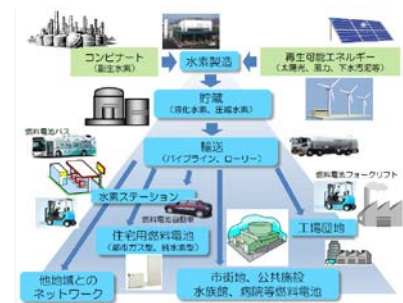 コンビナート
(副生水素)
水素製造
再生可能エネルギー
(太陽光、風力、下水汚泥等)
貯蔵
(液化水素、圧縮水素)
燃料電池バス
輸送
(パイプライン、ローリー)
水素ステーション
燃料電池フォークリフト
燃料電池自動車
住宅用燃料電池
(都市ガス型、純水素型)
工場団地
他地域との
ネットワーク
市街地、公共施設
水族館、病院等燃料電池